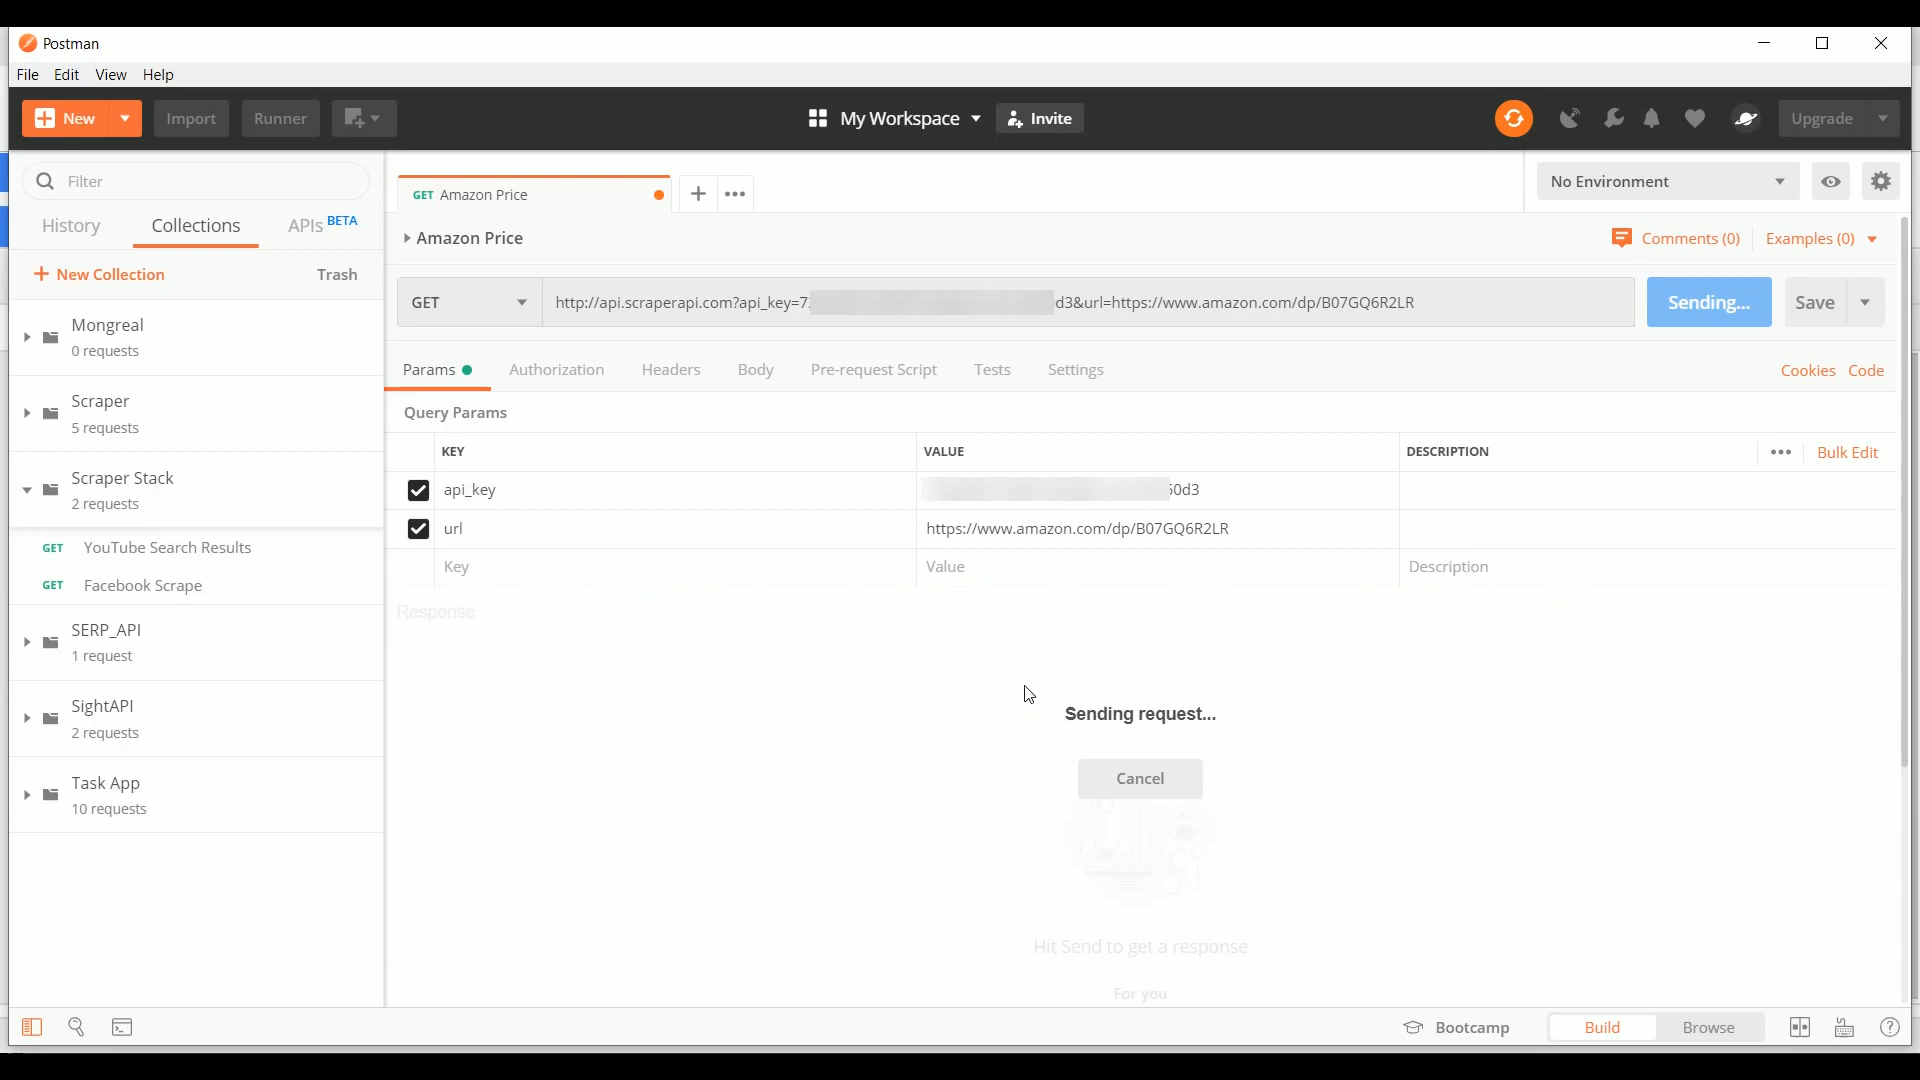 Postman
File Edit View Help
New Import Runner My Workspace Invite Upgrade
Filter
History Collections APIs BETA
New Collection Trash
Mongreal
0 requests
Scraper
5 requests
Scraper Stack
2 requests
GET YouTube Search Results
GET Facebook Scrape
SERP_API
1 request
SightAPI
2 requests
Task App
10 requests
GET Amazon Price
No Environment
Amazon Price
Comments (0) Examples (0)
GET http://api.scraperapi.com?api_key=7 d3&url=https://www.amazon.com/dp/B07GQ6R2LR Sending... Save
Params Authorization Headers Body Pre-request Script Tests Settings Cookies Code
Query Params
KEY VALUE DESCRIPTION Bulk Edit
api_key 0d3
url https://www.amazon.com/dp/B07GQ6R2LR
Key Value Description
Response
Sending request...
Cancel
Hit Send to get a response
For you
Bootcamp Build Browse